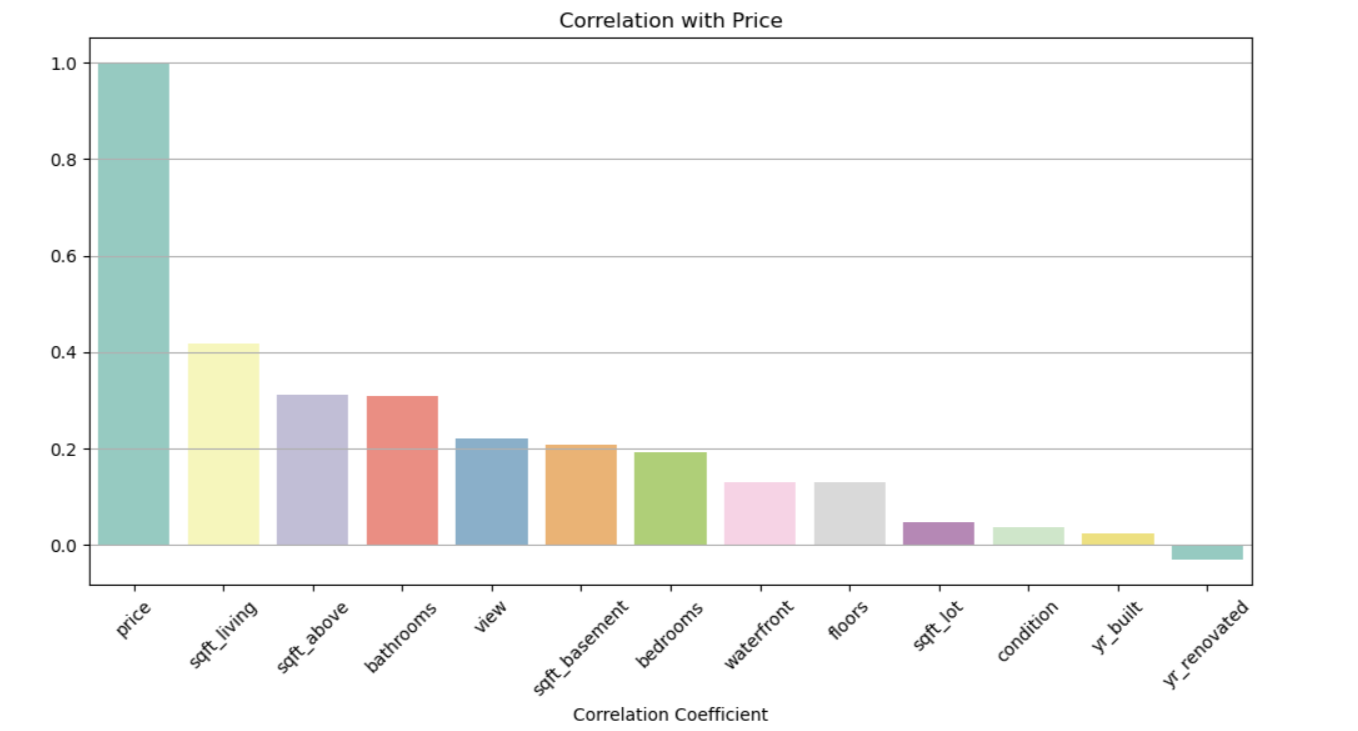 Correlation with Price
1.0
0.8
0.6
0.4
0.2
0.0
price
sqft_living
sqft_above
bathrooms
view
sqft_basement
bedrooms
waterfront
floors
sqft_lot
condition
yr_built
yr_renovated
Correlation Coefficient